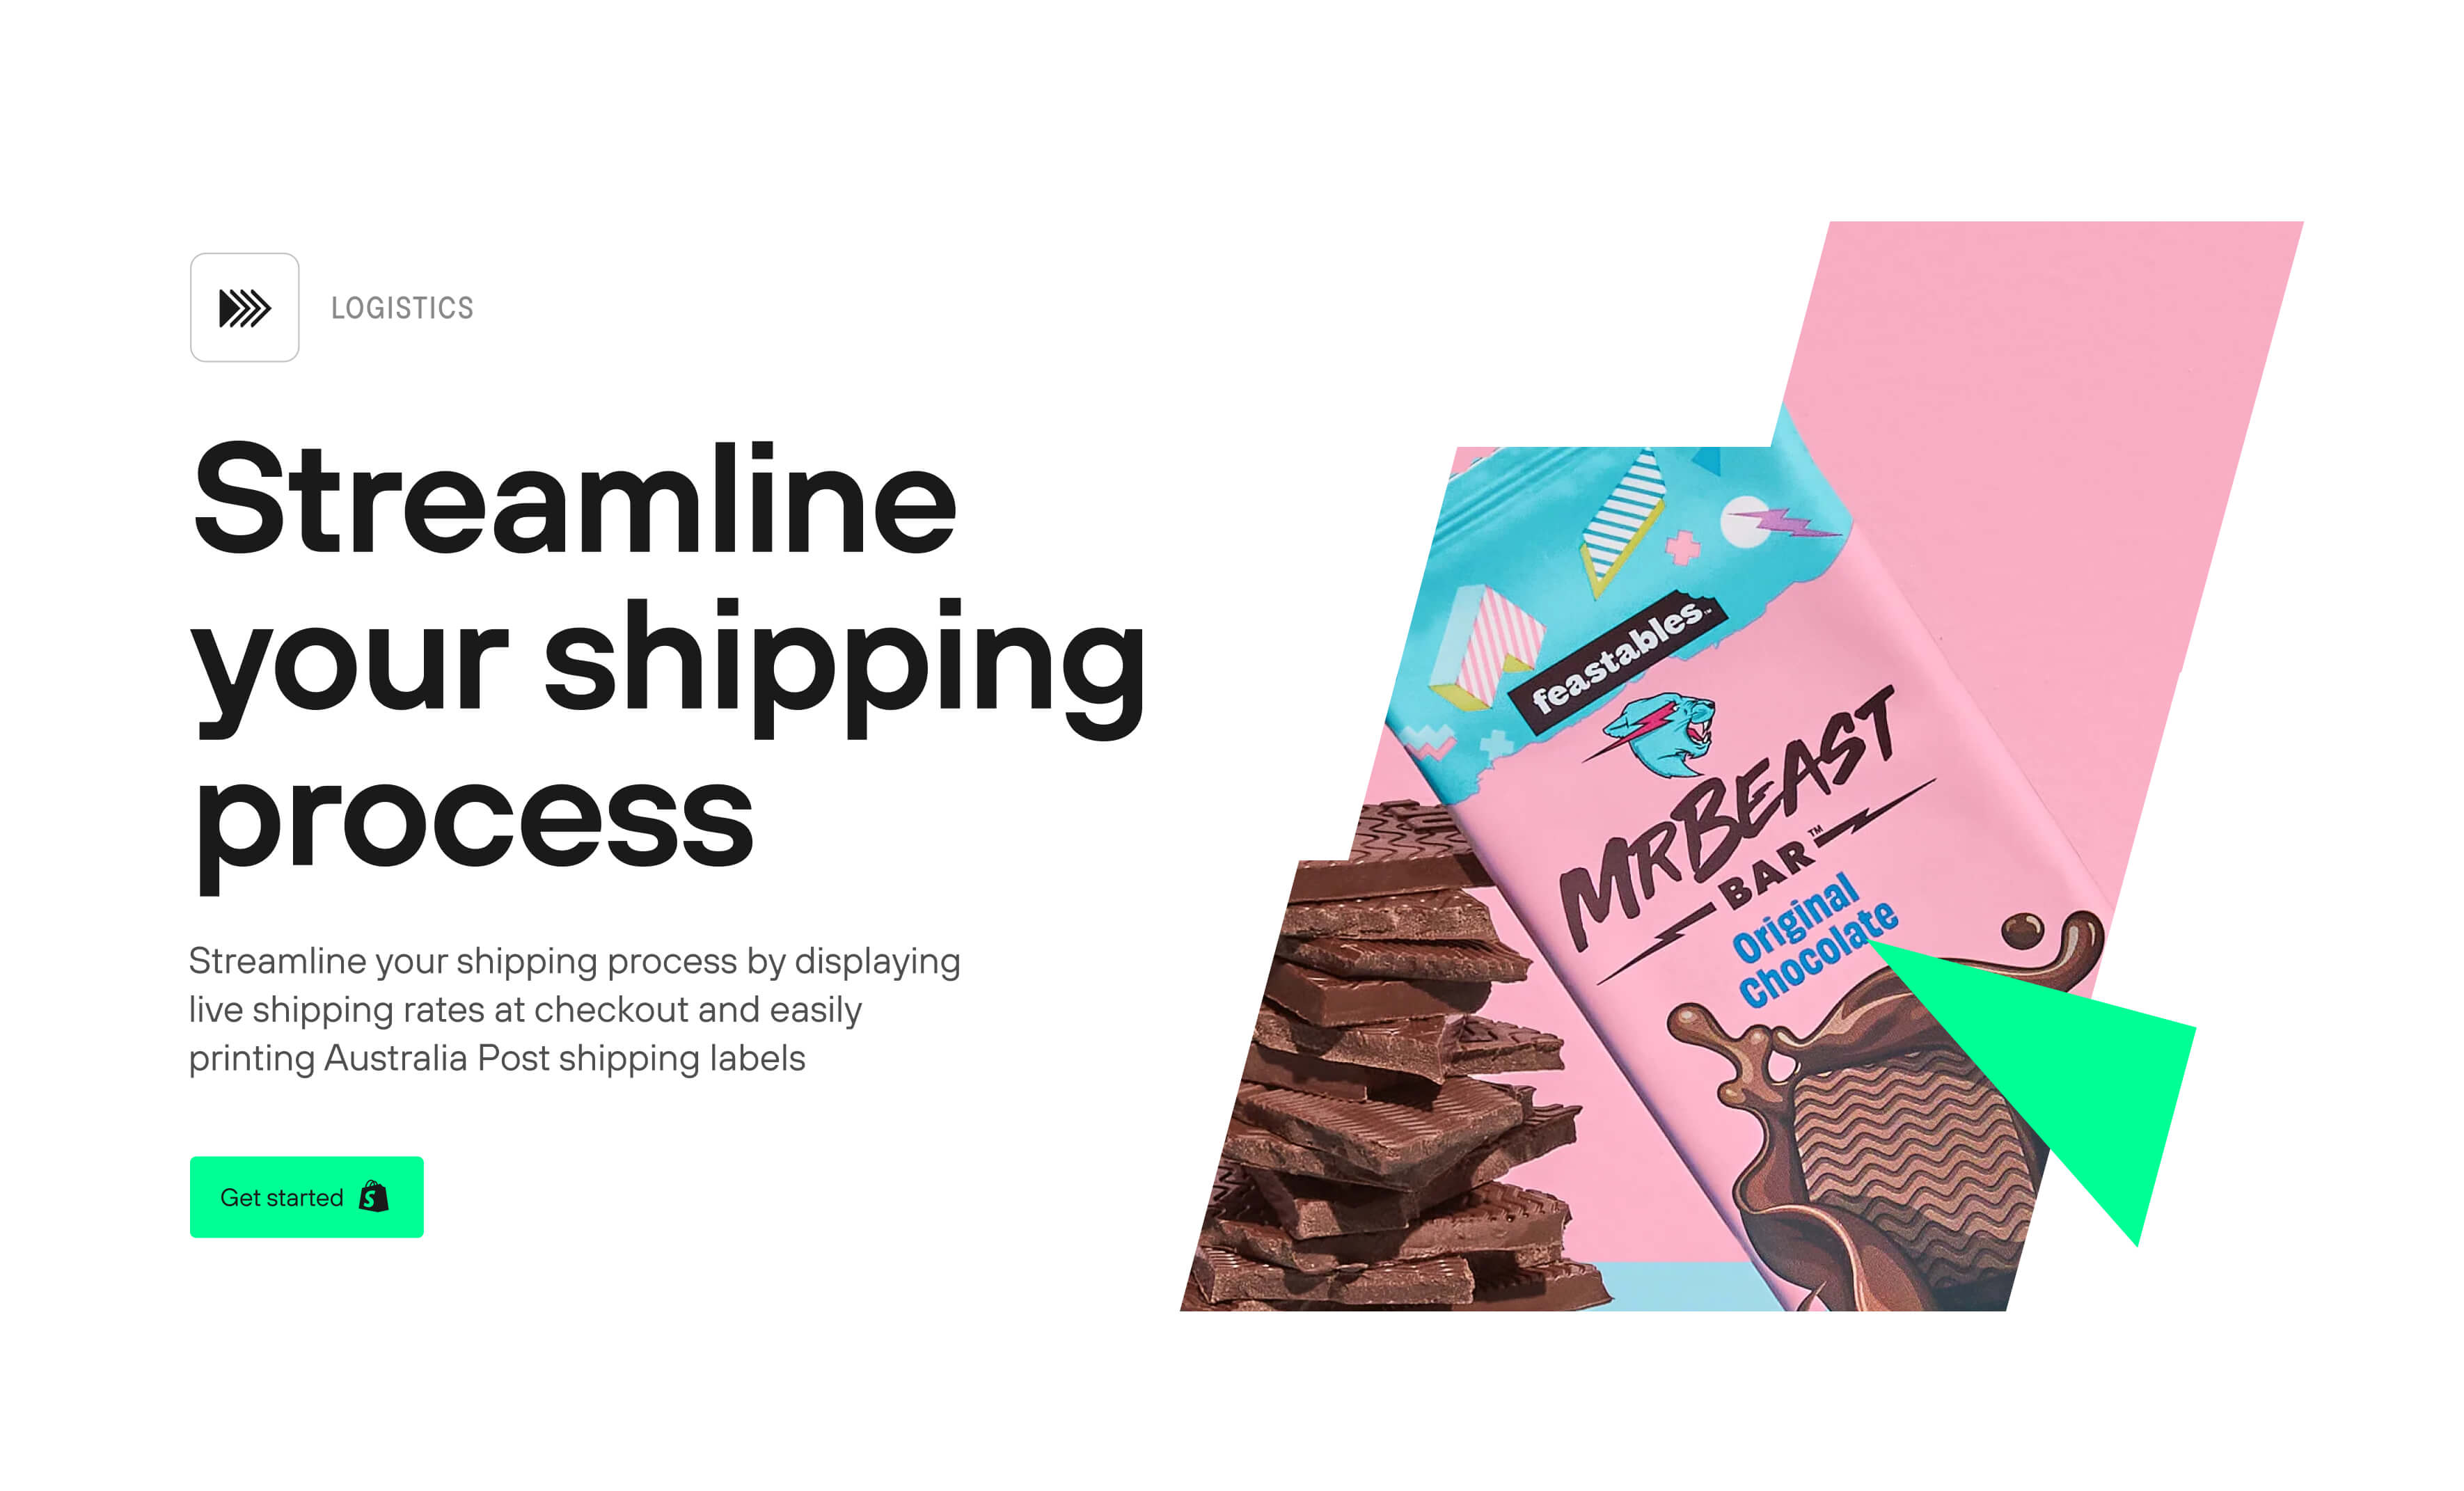 LOGISTICS
Streamline
your shipping
process
Streamline your shipping process by displaying
live shipping rates at checkout and easily
printing Australia Post shipping labels
Get started
feastables™
MRBEAST
BAR™
Original
Chocolate